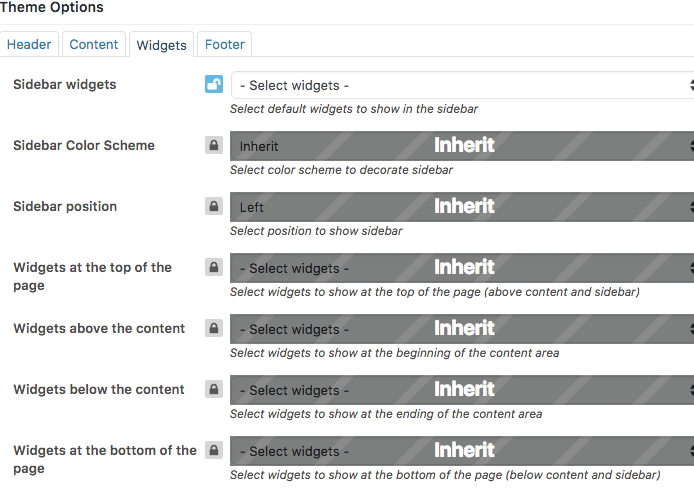 Theme Options
Header Content Widgets Footer
Sidebar widgets - Select widgets -
Select default widgets to show in the sidebar
Sidebar Color Scheme Inherit Inherit
Select color scheme to decorate sidebar
Sidebar position Left Inherit
Select position to show sidebar
Widgets at the top of the - Select widgets - Inherit
page
Select widgets to show at the top of the page (above content and sidebar)
Widgets above the content - Select widgets - Inherit
Select widgets to show at the beginning of the content area
Widgets below the content - Select widgets - Inherit
Select widgets to show at the ending of the content area
Widgets at the bottom of the - Select widgets - Inherit
page
Select widgets to show at the bottom of the page (below content and sidebar)